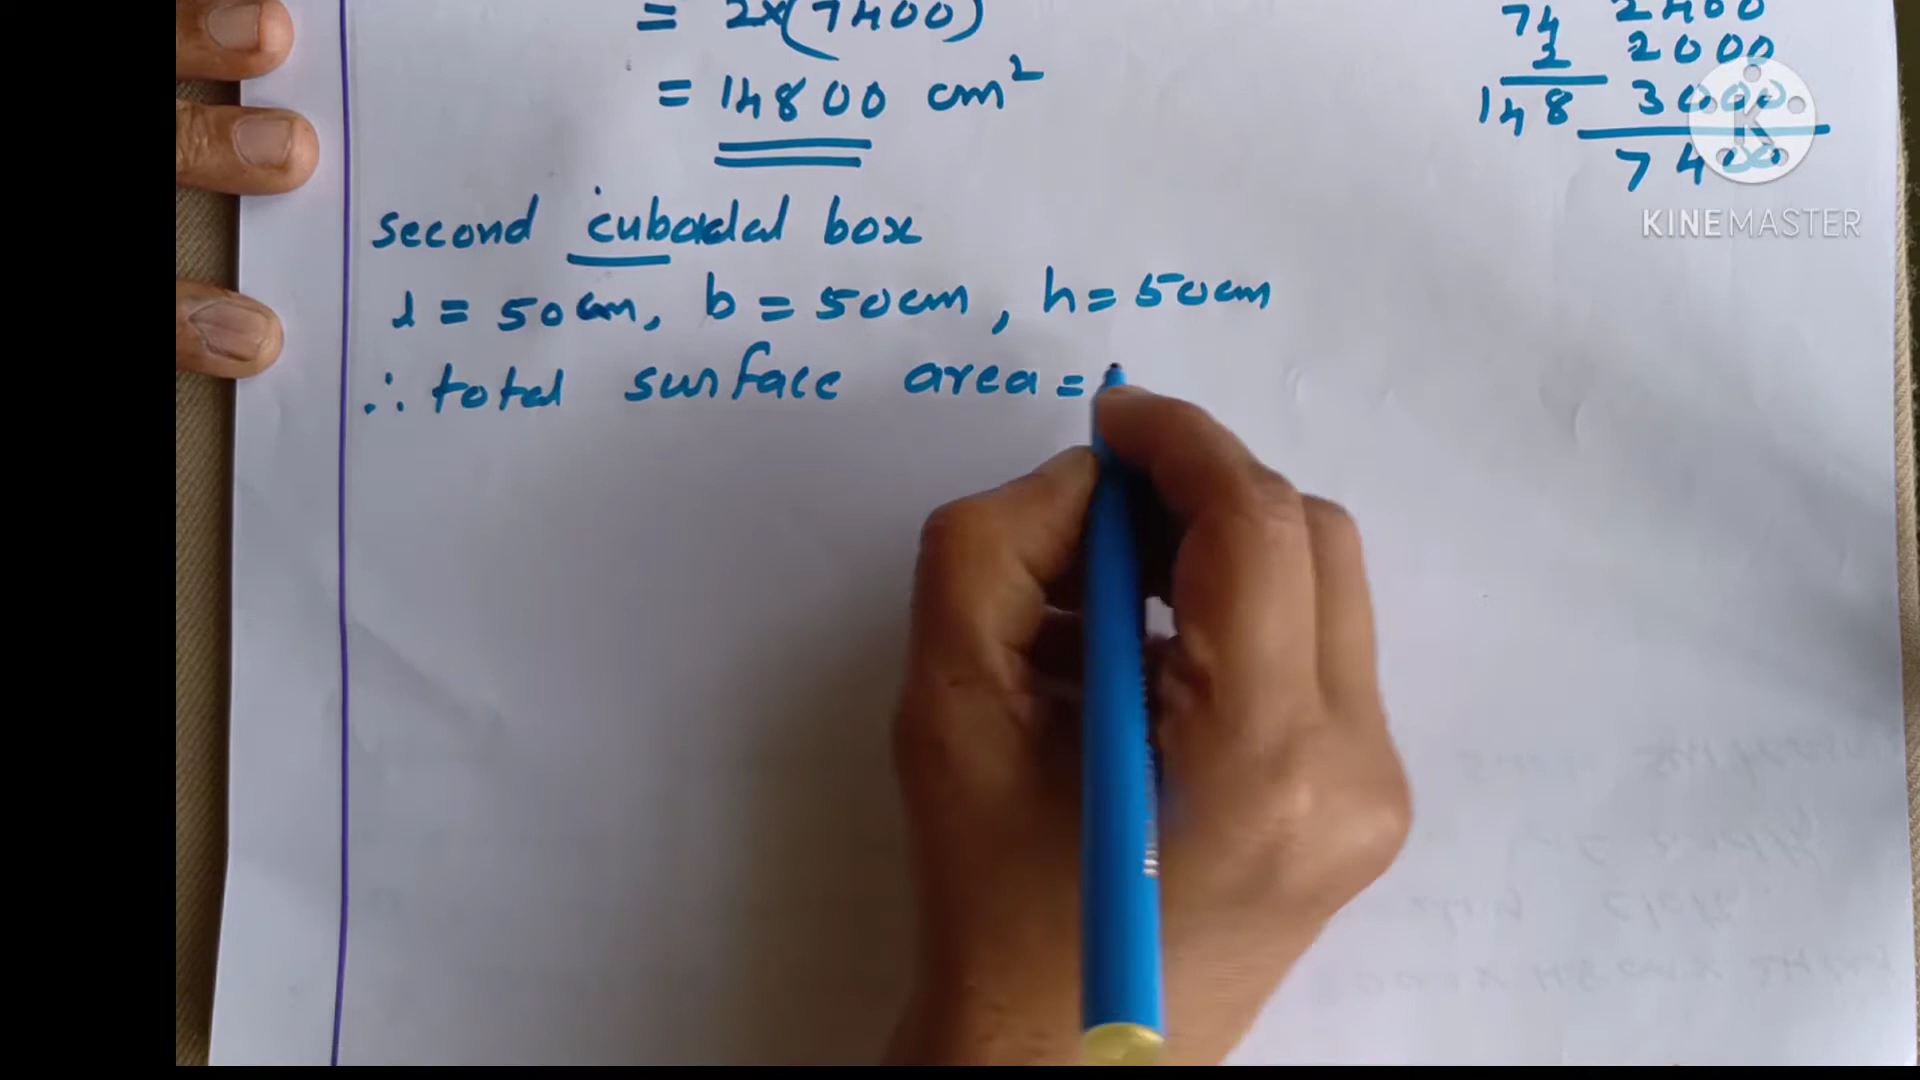 = 2x(7400)
= 14800 cm²
74
2
148
2400
2000
3000
7400
KINEMASTER
second cuboidal box
l = 50cm, b = 50cm, h = 50cm
∴ total surface area =